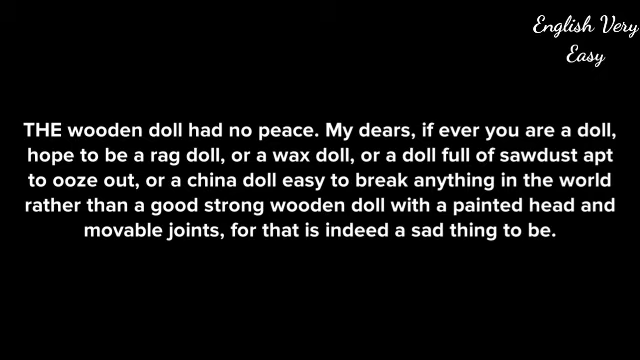 English Very
Easy
THE wooden doll had no peace. My dears, if ever you are a doll,
hope to be a rag doll, or a wax doll, or a doll full of sawdust apt
to ooze out, or a china doll easy to break anything in the world
rather than a good strong wooden doll with a painted head and
movable joints, for that is indeed a sad thing to be.